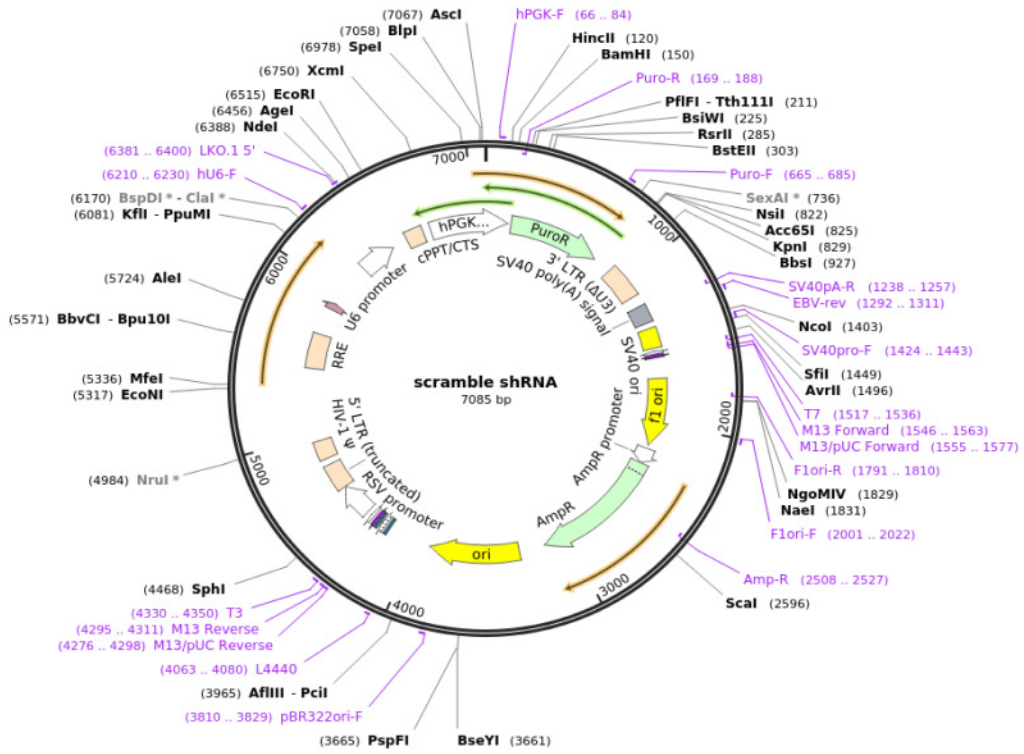 (7067) AscI
(7058) BlpI
(6978) SpeI
(6750) XcmI
(6515) EcoRI
(6456) AgeI
(6388) NdeI
(6381 .. 6400) LKO.1 5'
(6210 .. 6230) hU6-F
(6170) BspDI * - ClaI *
(6081) KflI - PpuMI
(5724) AleI
(5571) BbvCI - Bpu10I
(5336) MfeI
(5317) EcoNI
(4984) NruI *
(4468) SphI
(4330 .. 4350) T3
(4295 .. 4311) M13 Reverse
(4276 .. 4298) M13/pUC Reverse
(4063 .. 4080) L4440
(3965) AflIII - PciI
(3810 .. 3829) pBR322ori-F
(3665) PspFI
BseYI (3661)
hPGK-F (66 .. 84)
HincII (120)
BamHI (150)
Puro-R (169 .. 188)
PflFI - Tth111I (211)
BsiWI (225)
RsrII (285)
BstEII (303)
Puro-F (665 .. 685)
SexAI * (736)
NsiI (822)
Acc65I (825)
KpnI (829)
BbsI (927)
SV40pA-R (1238 .. 1257)
EBV-rev (1292 .. 1311)
NcoI (1403)
SV40pro-F (1424 .. 1443)
SfiI (1449)
AvrII (1496)
T7 (1517 .. 1536)
M13 Forward (1546 .. 1563)
M13/pUC Forward (1555 .. 1577)
F1ori-R (1791 .. 1810)
NgoMIV (1829)
NaeI (1831)
F1ori-F (2001 .. 2022)
Amp-R (2508 .. 2527)
ScaI (2596)
7000
1000
2000
3000
4000
5000
6000
hPGK...
PuroR
cPPT/CTS
3' LTR (ΔU3)
SV40 poly(A) signal
SV40 ori
f1 ori
AmpR promoter
AmpR
ori
RSV promoter
5' LTR (truncated)
HIV-1 Ψ
RRE
U6 promoter
scramble shRNA
7085 bp